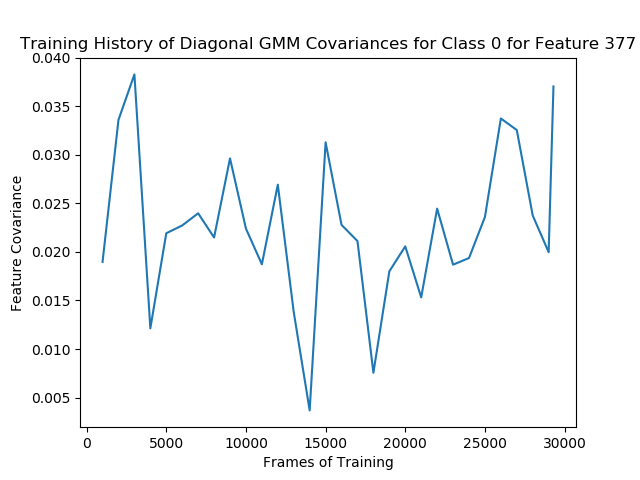 Training History of Diagonal GMM Covariances for Class 0 for Feature 377
0.040
0.035
0.030
0.025
0.020
0.015
0.010
0.005
Feature Covariance
0 5000 10000 15000 20000 25000 30000
Frames of Training